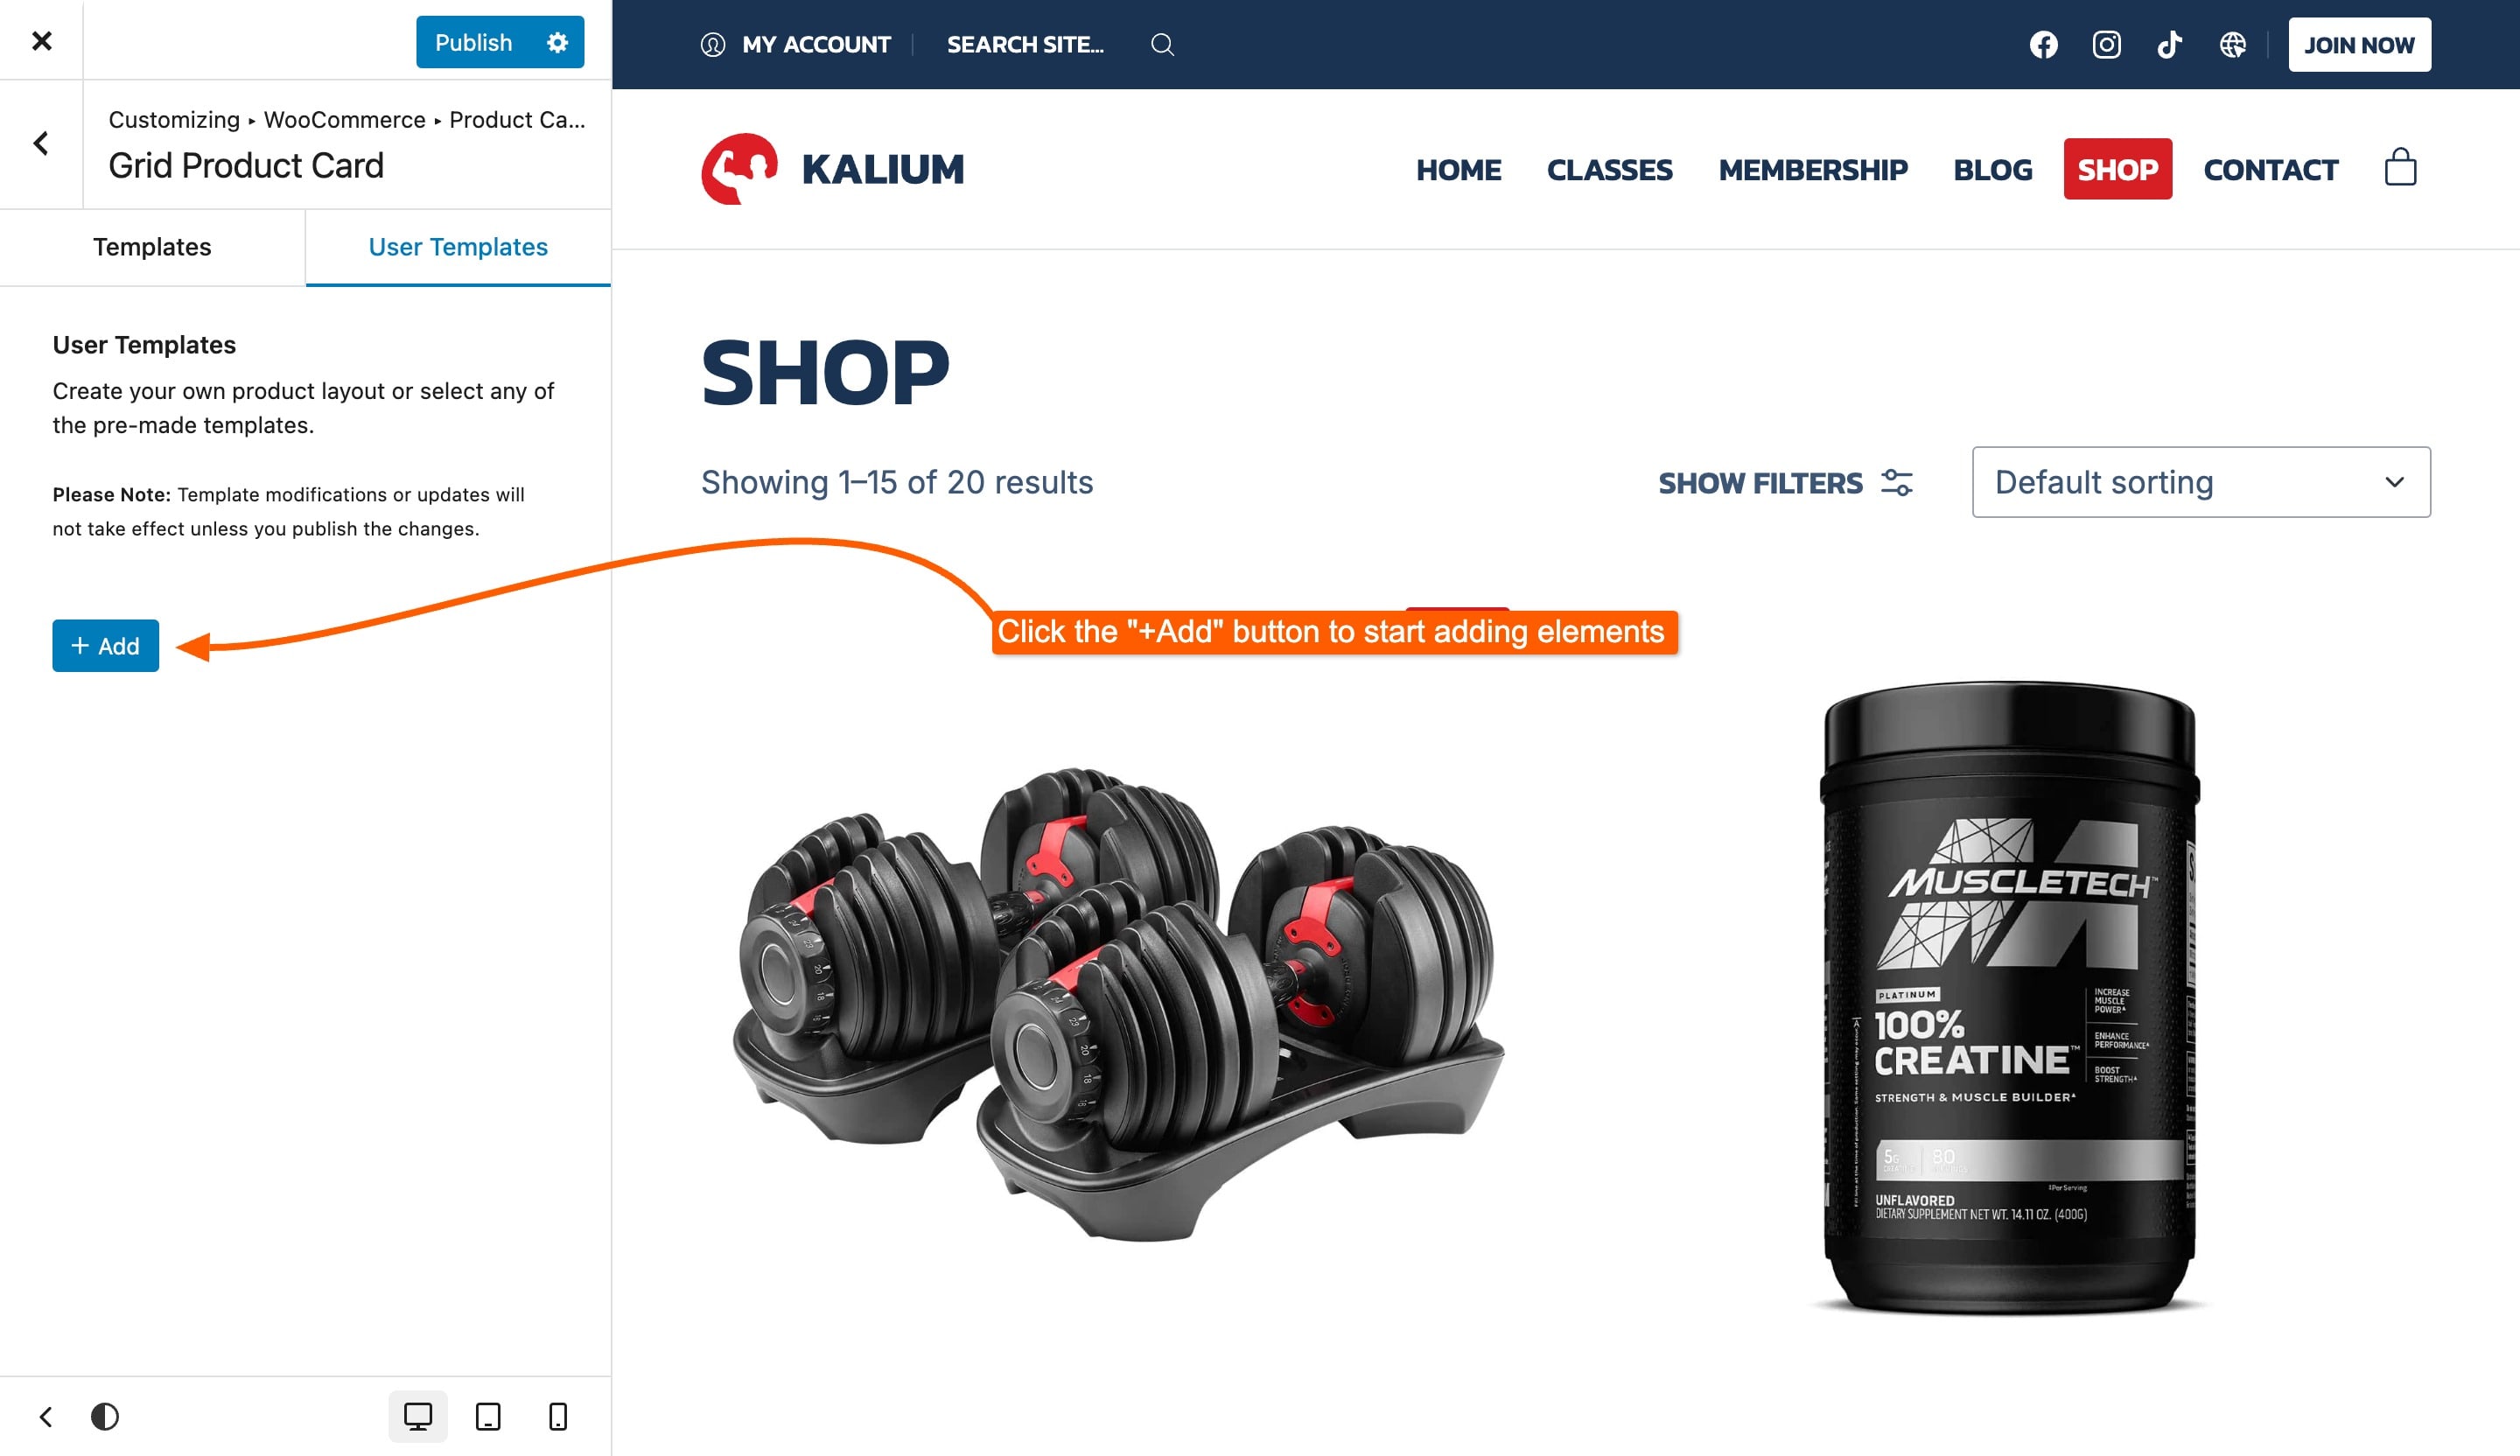 Publish
Customizing ▸ WooCommerce ▸ Product Ca...
Grid Product Card
Templates
User Templates
User Templates
Create your own product layout or select any of
the pre-made templates.
Please Note: Template modifications or updates will
not take effect unless you publish the changes.
+ Add
MY ACCOUNT
SEARCH SITE...
JOIN NOW
KALIUM
HOME
CLASSES
MEMBERSHIP
BLOG
SHOP
CONTACT
SHOP
Showing 1–15 of 20 results
SHOW FILTERS
Default sorting
Click the "+Add" button to start adding elements
MUSCLETECH™
PLATINUM
100%
CREATINE™
STRENGTH & MUSCLE BUILDER▲
INCREASE
MUSCLE
POWER▲
ENHANCE
PERFORMANCE▲
BOOST
STRENGTH▲
5G
80
‡Per Serving
UNFLAVORED
DIETARY SUPPLEMENT NET WT. 14.11 OZ. (400G)